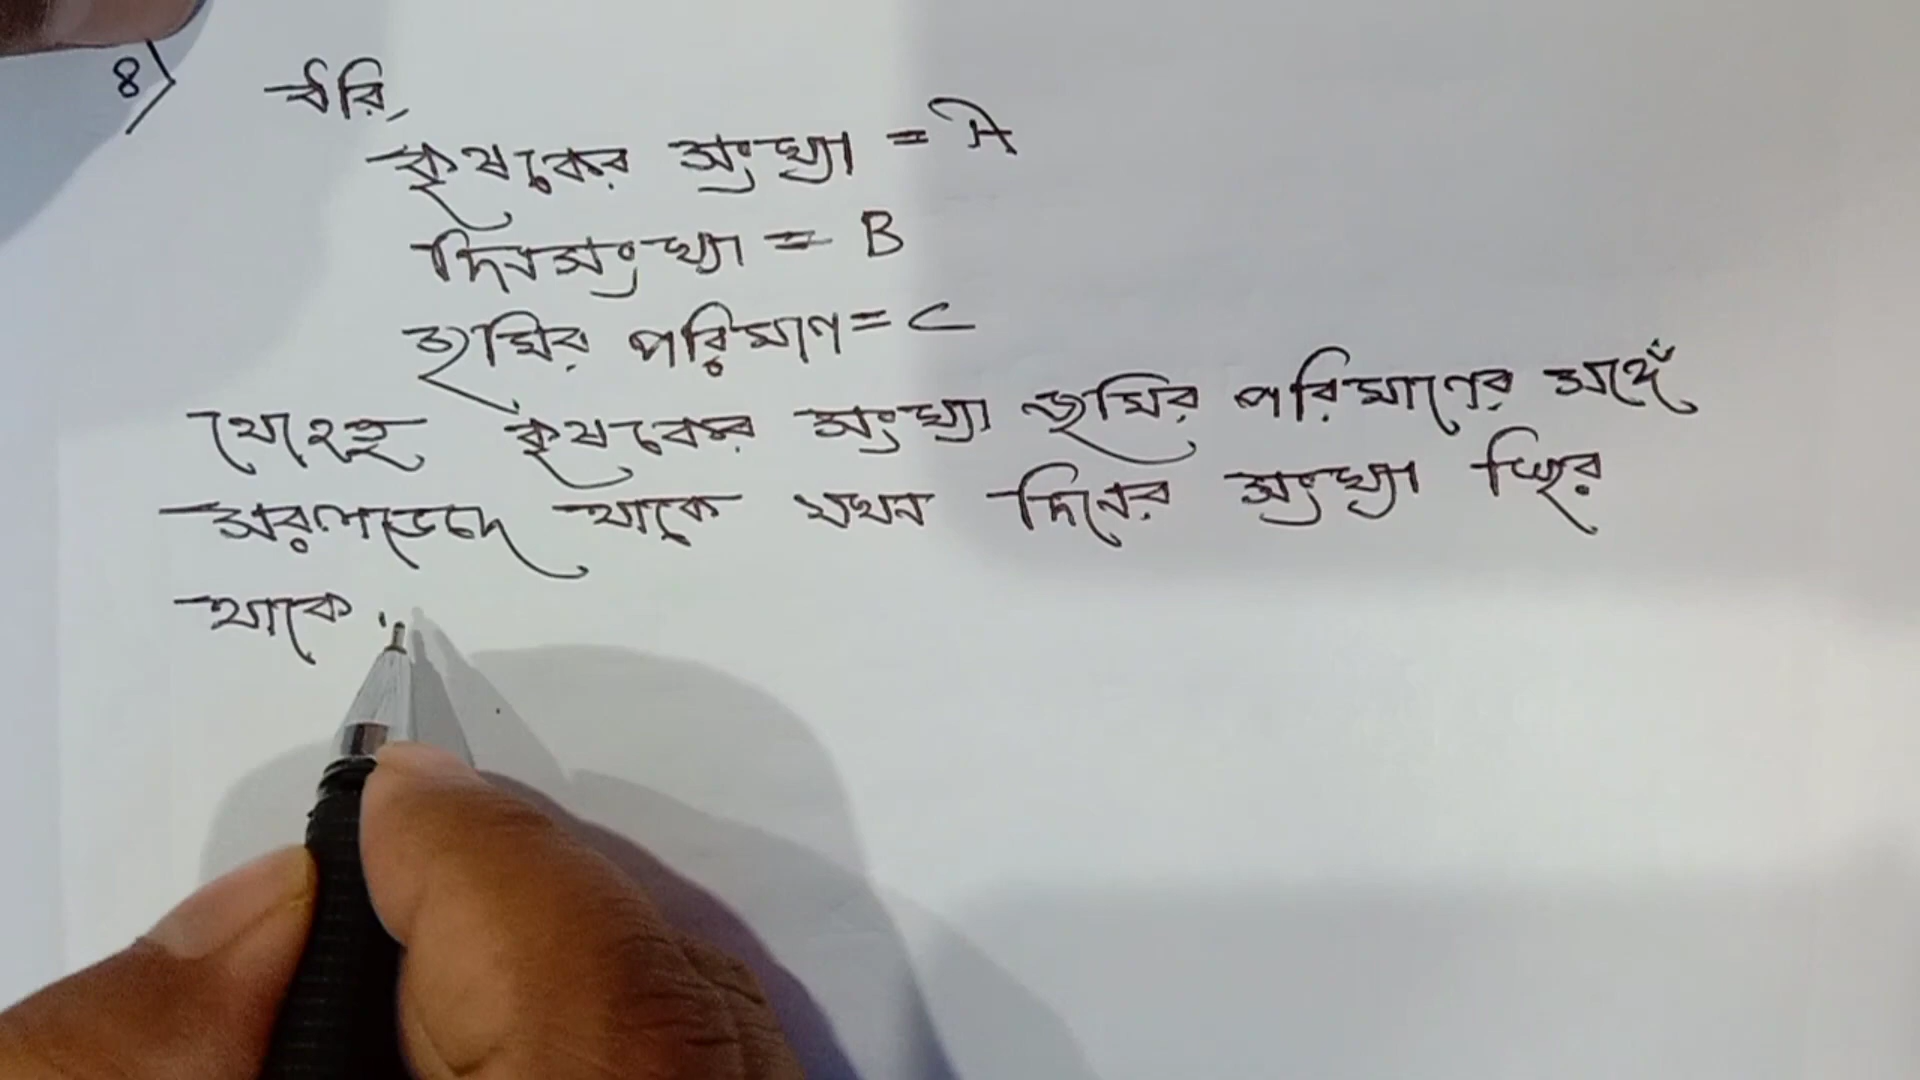 ৪) ধরি,
কৃষকের সংখ্যা = A
দিনসংখ্যা = B
জমির পরিমাণ = C
যেহেতু কৃষকের সংখ্যা জমির পরিমাণের সঙ্গে
সরলভেদে থাকে যখন দিনের সংখ্যা স্থির
থাকে